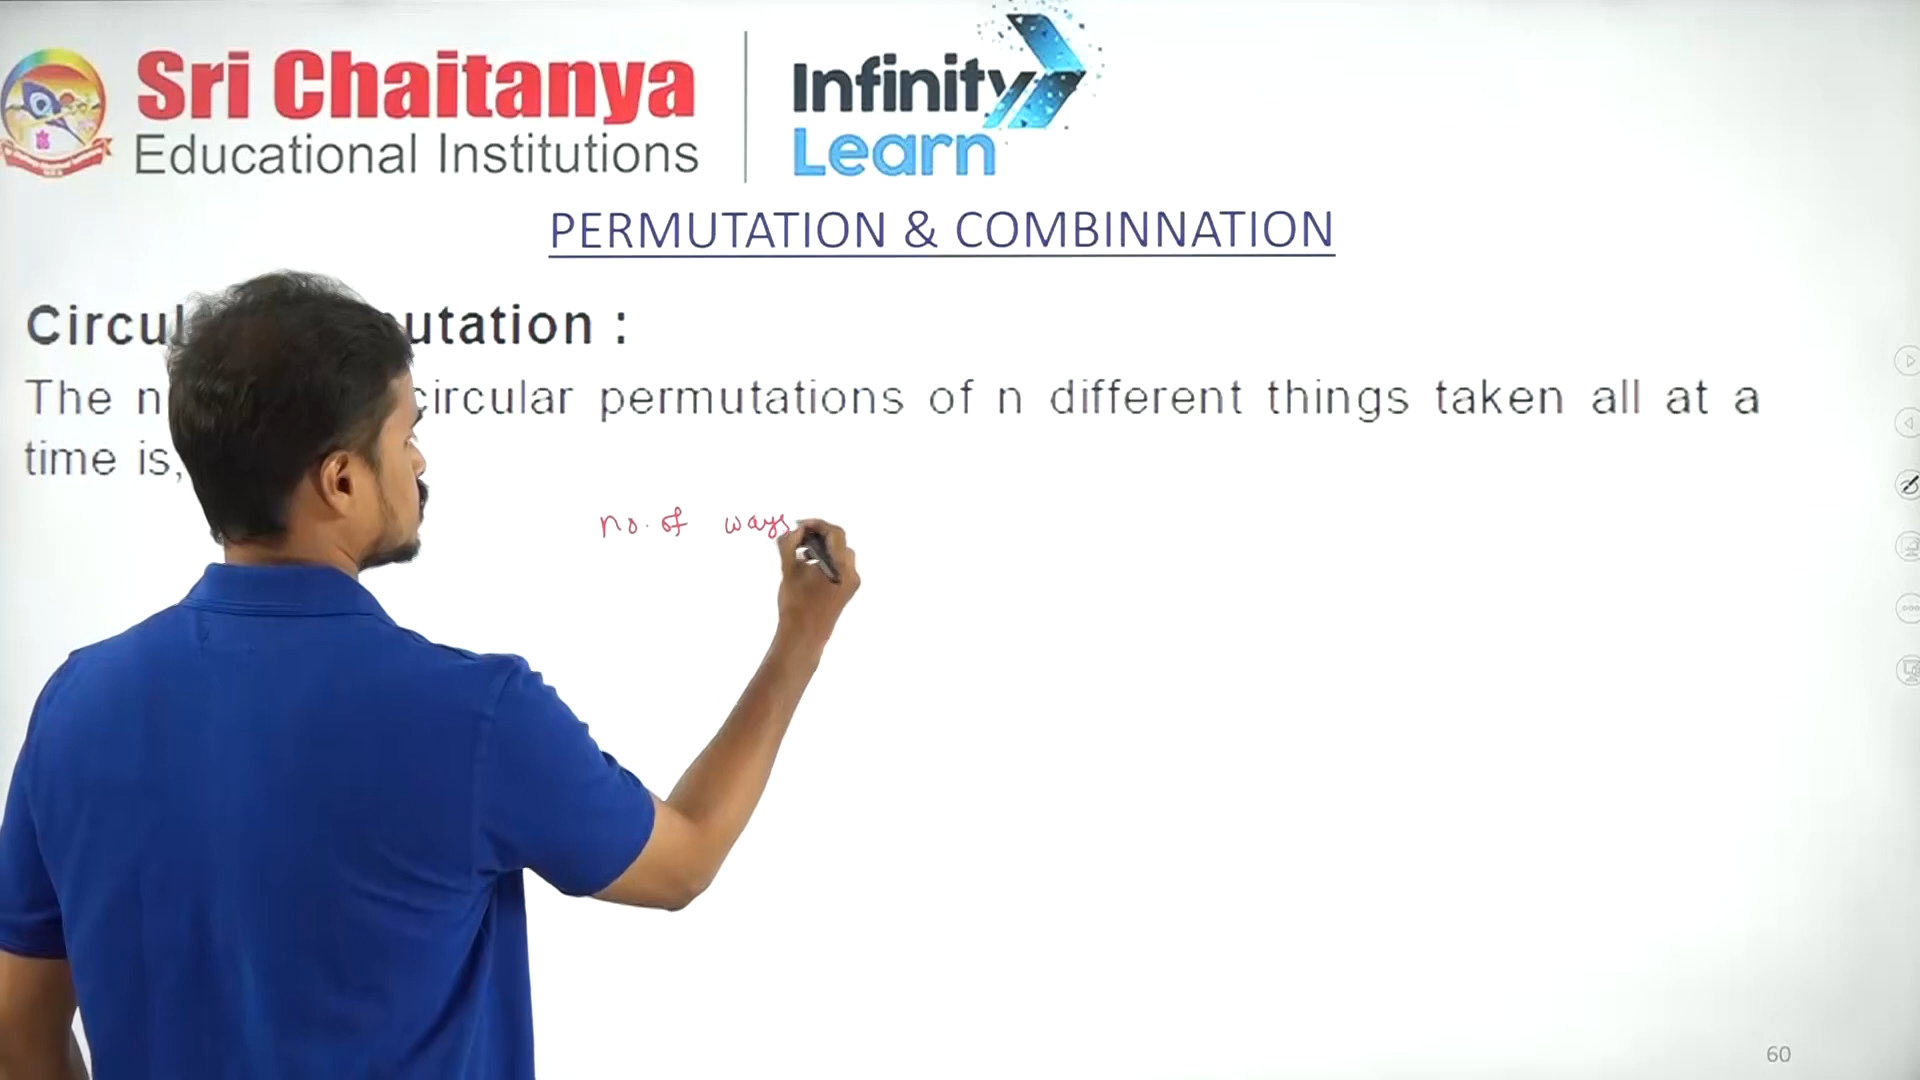 Sri Chaitanya
Educational Institutions
Infinity
Learn
PERMUTATION & COMBINNATION
Circul utation :
The n circular permutations of n different things taken all at a
time is,
no. of ways
60